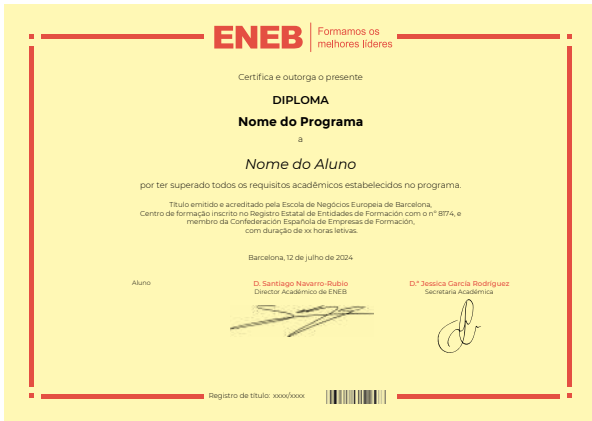 ENEB
Formamos os
melhores líderes
Certifica e outorga o presente
DIPLOMA
Nome do Programa
a
Nome do Aluno
por ter superado todos os requisitos acadêmicos estabelecidos no programa.
Título emitido e acreditado pela Escola de Negócios Europeia de Barcelona,
Centro de formação inscrito no Registro Estatal de Entidades de Formación com o nº 8174, e
membro da Confederación Española de Empresas de Formación,
com duração de xx horas letivas.
Barcelona, 12 de julho de 2024
Aluno
D. Santiago Navarro-Rubio
Director Académico de ENEB
D.ª Jessica García Rodríguez
Secretaria Académica
Registro de título: xxxx/xxxx